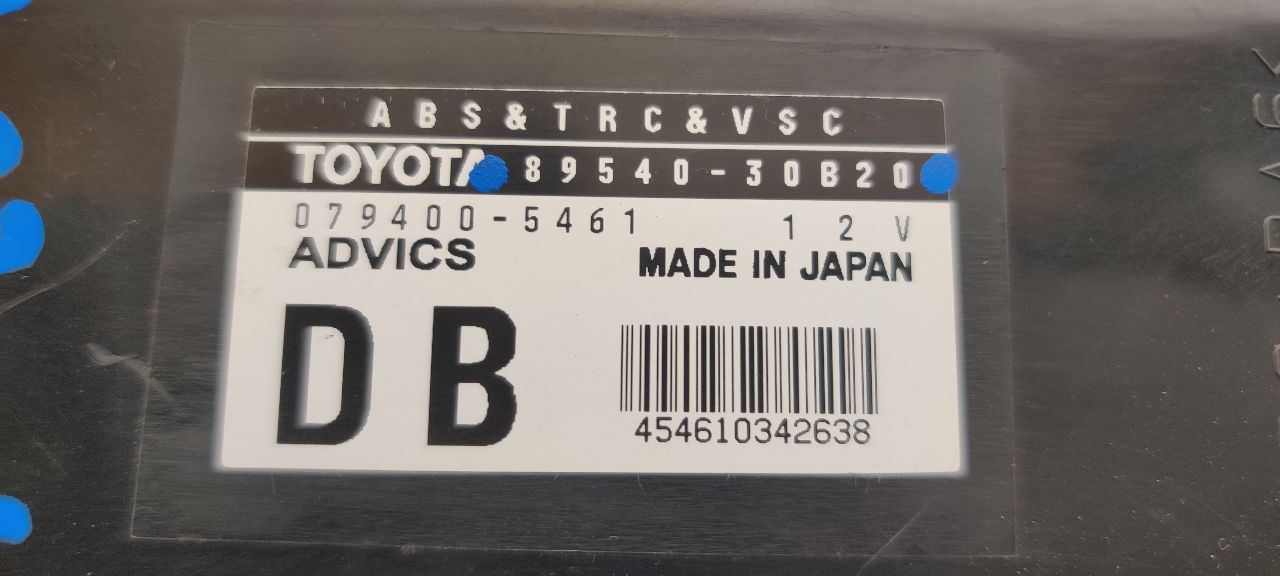 ABS&TRC&VSC
TOYOTA 89540-30B20
079400-5461 12V
ADVICS MADE IN JAPAN
DB
454610342638